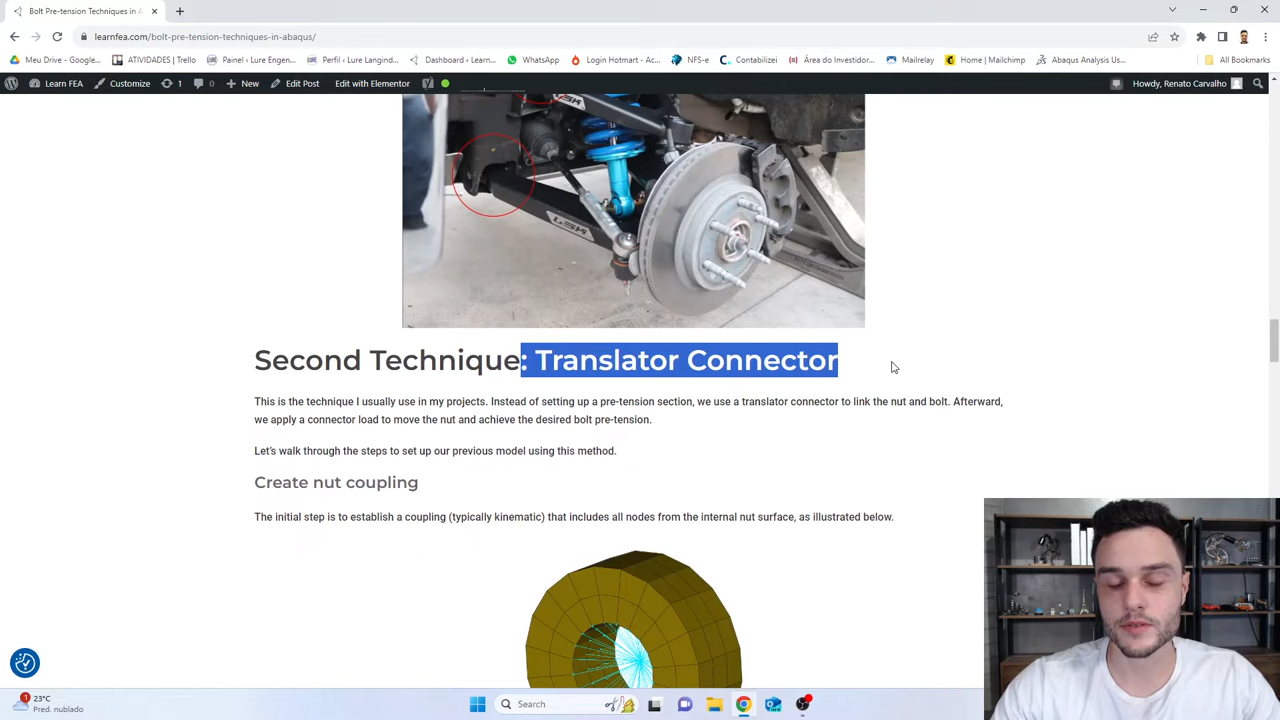 Bolt Pre-tension Techniques in A
learnfea.com/bolt-pre-tension-techniques-in-abaqus/
Meu Drive - Google...
ATIVIDADES | Trello
Painel ‹ Lure Engen...
Perfil ‹ Lure Langind...
Dashboard ‹ Learn...
WhatsApp
Login Hotmart - Ac...
NFS-e
Contabilizei
Área do Investidor...
Mailrelay
Home | Mailchimp
Abaqus Analysis Us...
All Bookmarks
Learn FEA
Customize
1
0
New
Edit Post
Edit with Elementor
Howdy, Renato Carvalho
Second Technique: Translator Connector
This is the technique I usually use in my projects. Instead of setting up a pre-tension section, we use a translator connector to link the nut and bolt. Afterward,
we apply a connector load to move the nut and achieve the desired bolt pre-tension.
Let's walk through the steps to set up our previous model using this method.
Create nut coupling
The initial step is to establish a coupling (typically kinematic) that includes all nodes from the internal nut surface, as illustrated below.
1
23°C
Pred. nublado
Search